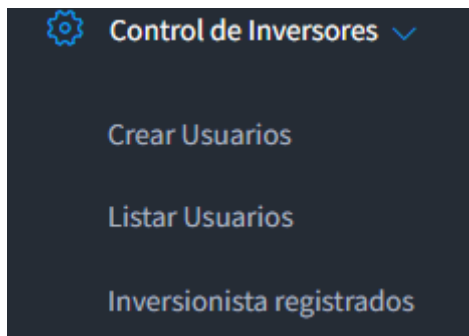 Control de Inversores
Crear Usuarios
Listar Usuarios
Inversionista registrados